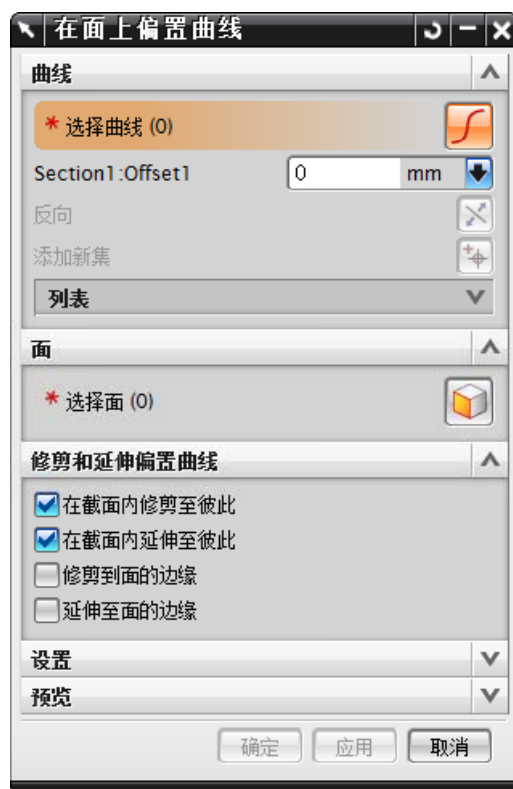 在面上偏置曲线
曲线
* 选择曲线 (0)
Section1:Offset1 0 mm
反向
添加新集
列表
面
* 选择面 (0)
修剪和延伸偏置曲线
在截面内修剪至彼此
在截面内延伸至彼此
修剪到面的边缘
延伸至面的边缘
设置
预览
确定 应用 取消